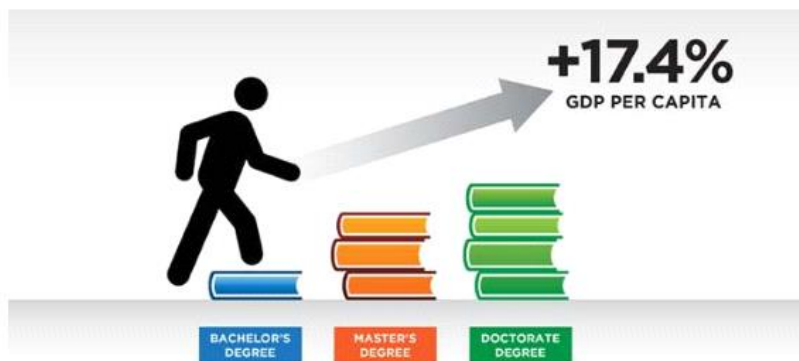 +17.4%
GDP PER CAPITA
BACHELOR'S
DEGREE
MASTER'S
DEGREE
DOCTORATE
DEGREE